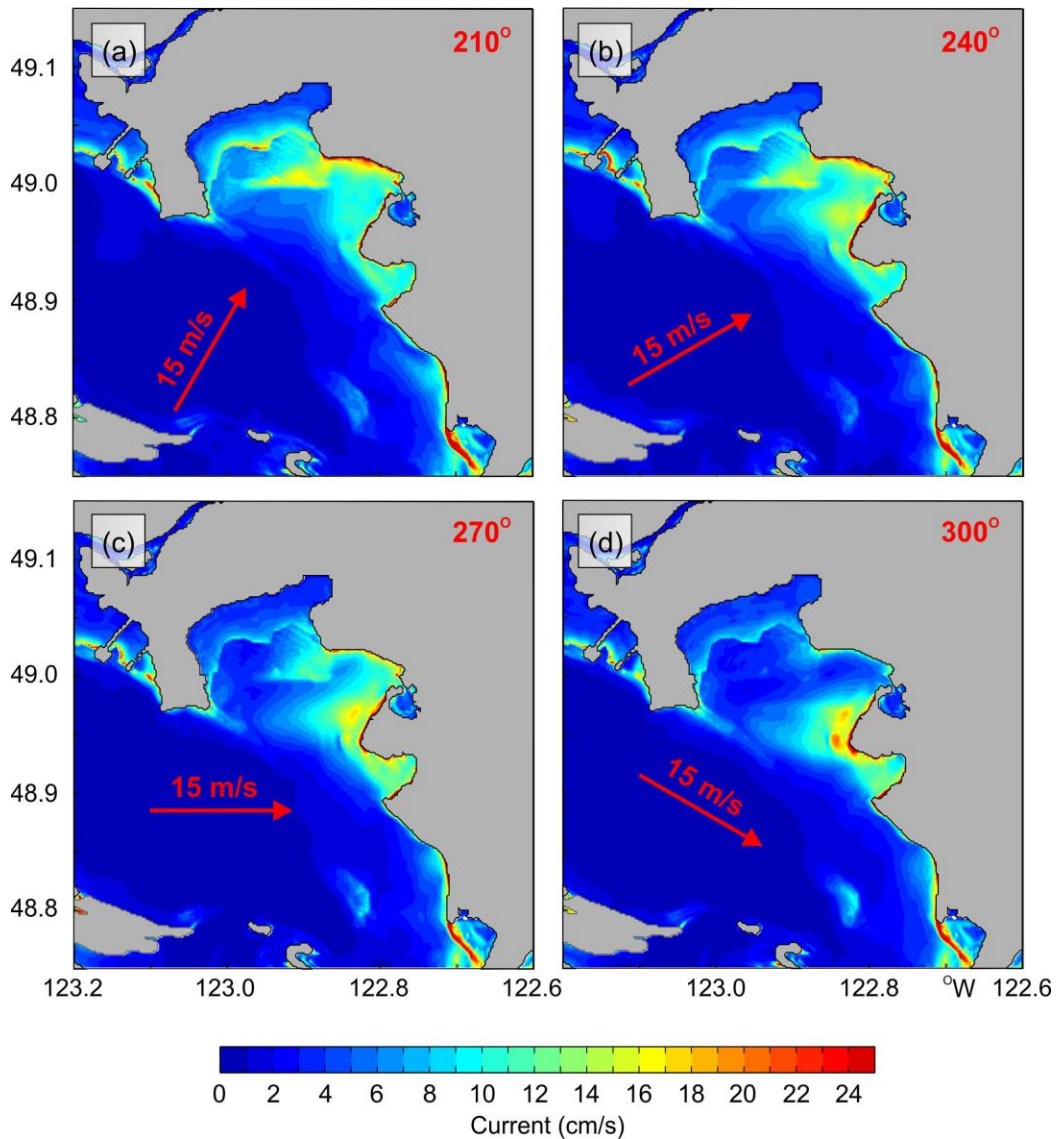 (a) 210° (b) 240°
49.1
49.0
48.9
48.8
15 m/s 15 m/s
(c) 270° (d) 300°
49.1
49.0
48.9
48.8
15 m/s 15 m/s
123.2 123.0 122.8 122.6 123.0 122.8 °W 122.6
0 2 4 6 8 10 12 14 16 18 20 22 24
Current (cm/s)